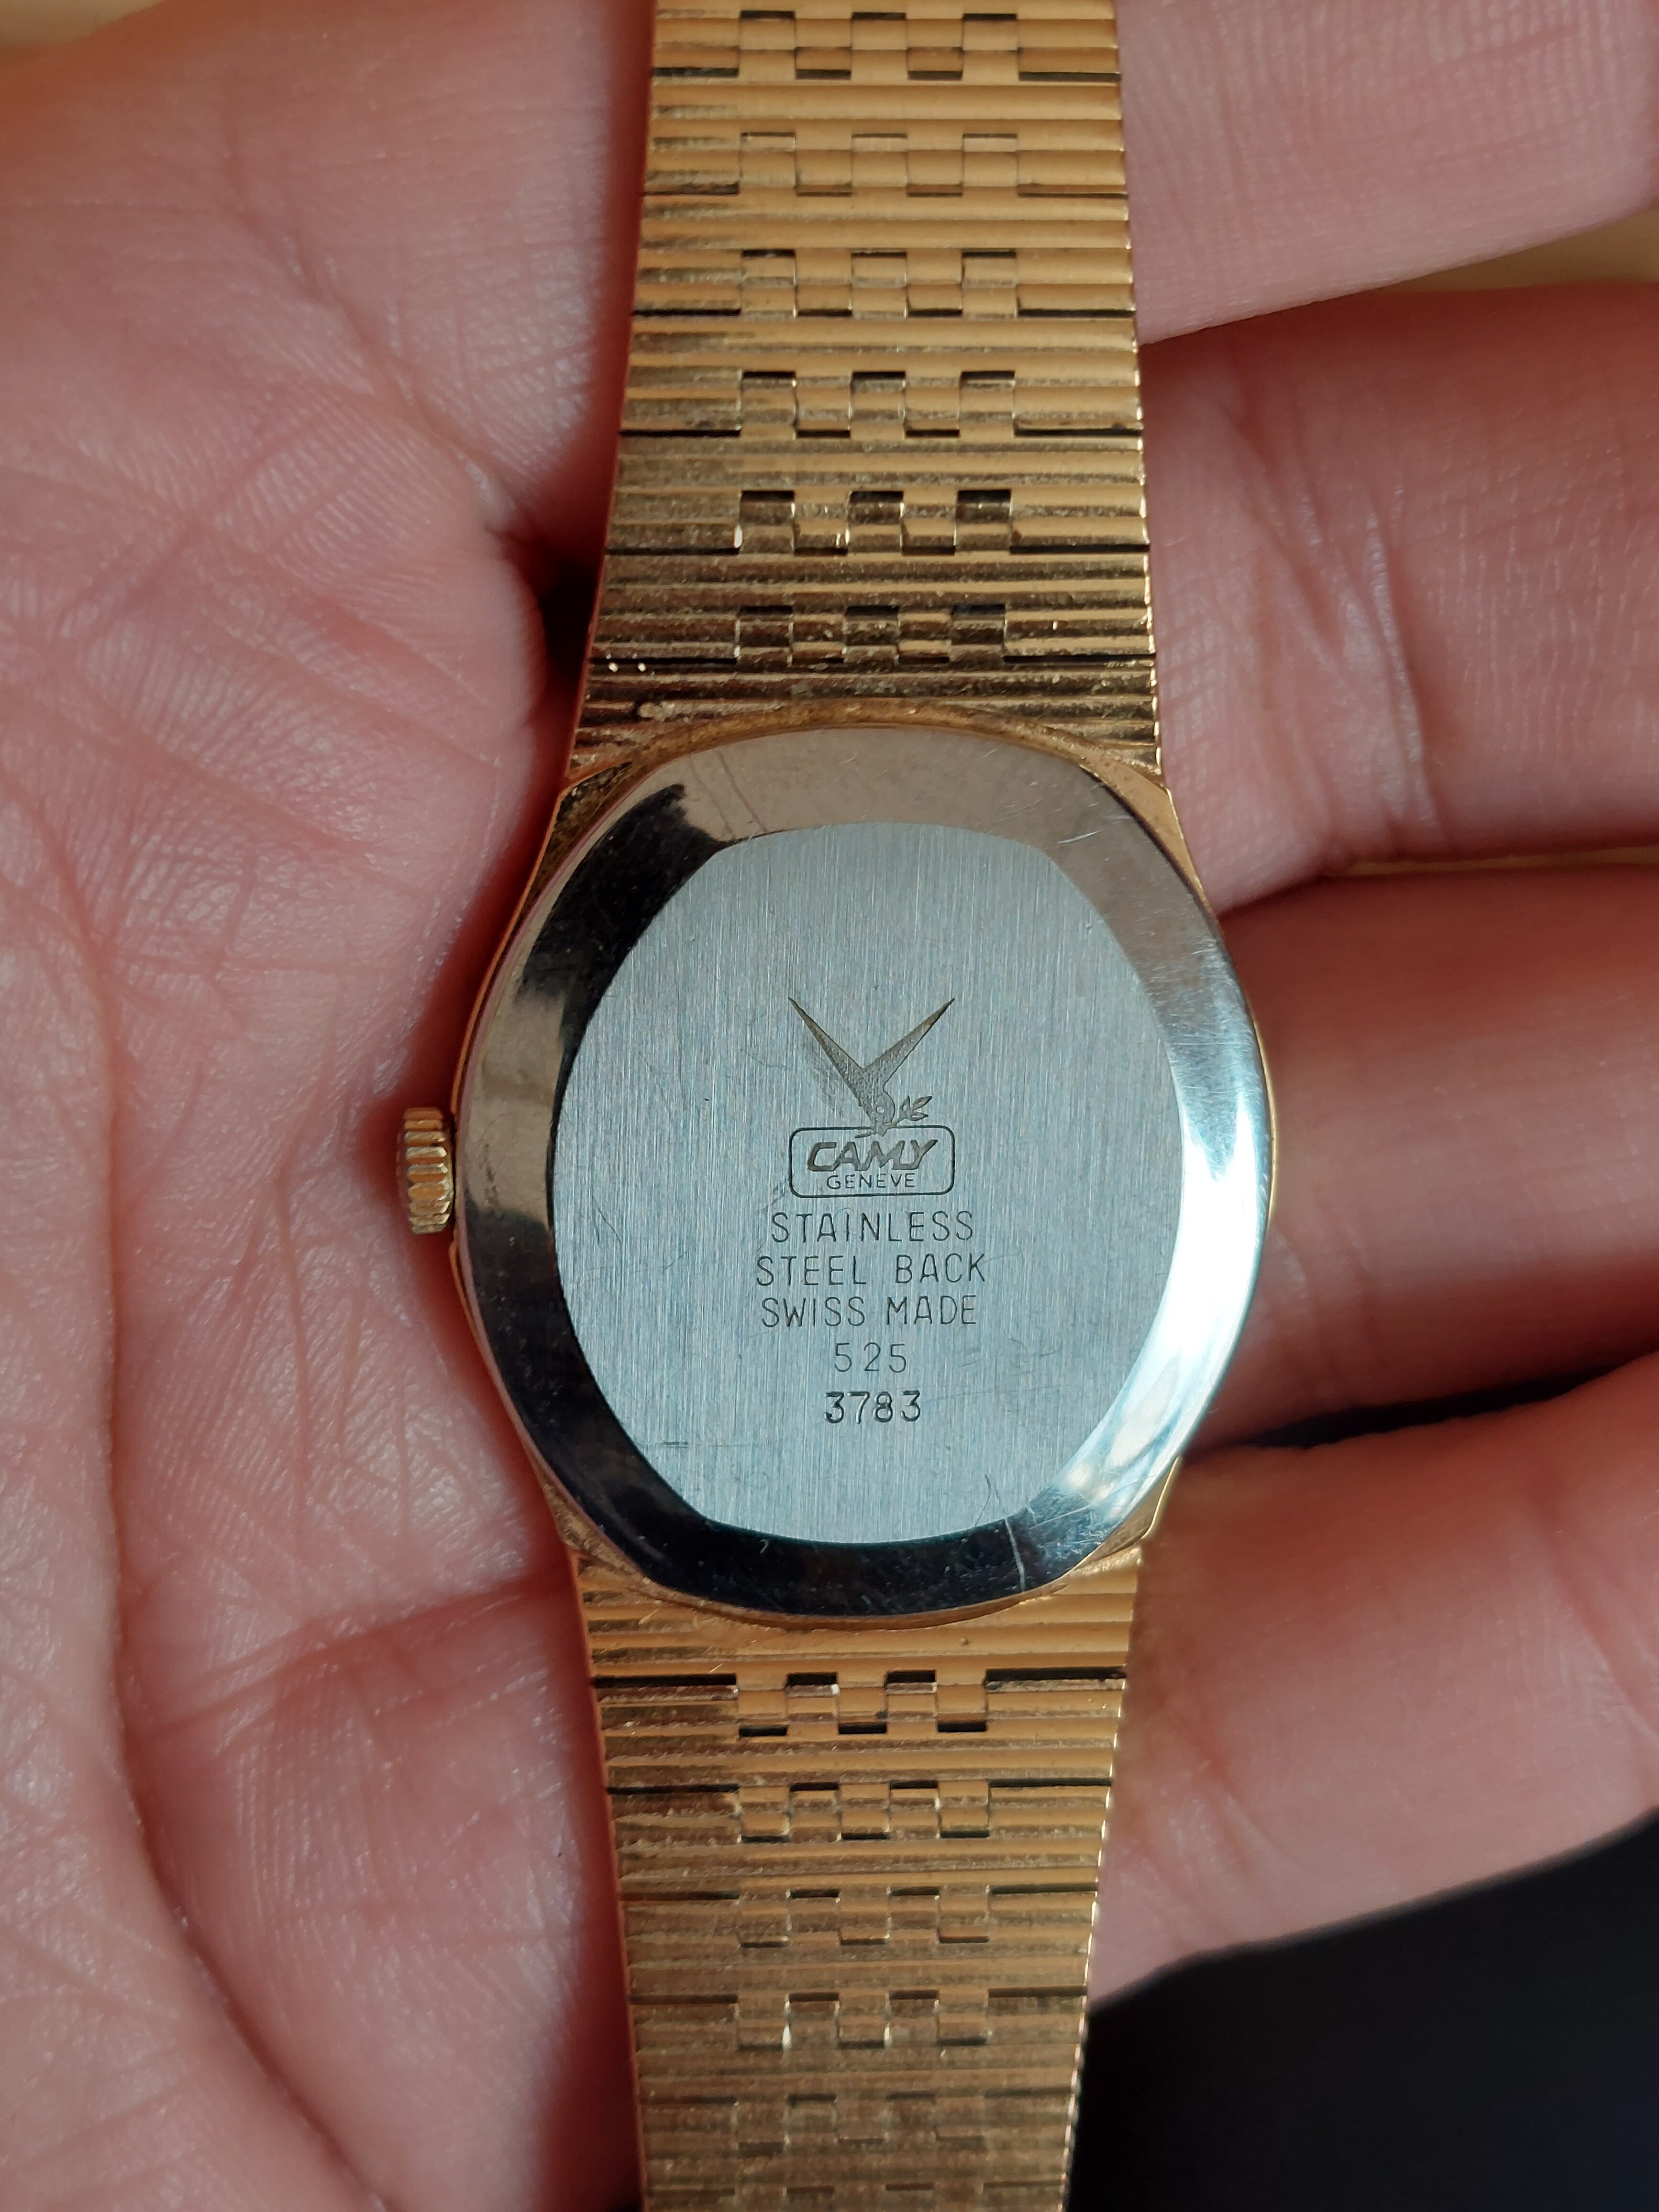 CAMY
GENEVE
STAINLESS
STEEL BACK
SWISS MADE
525
3783